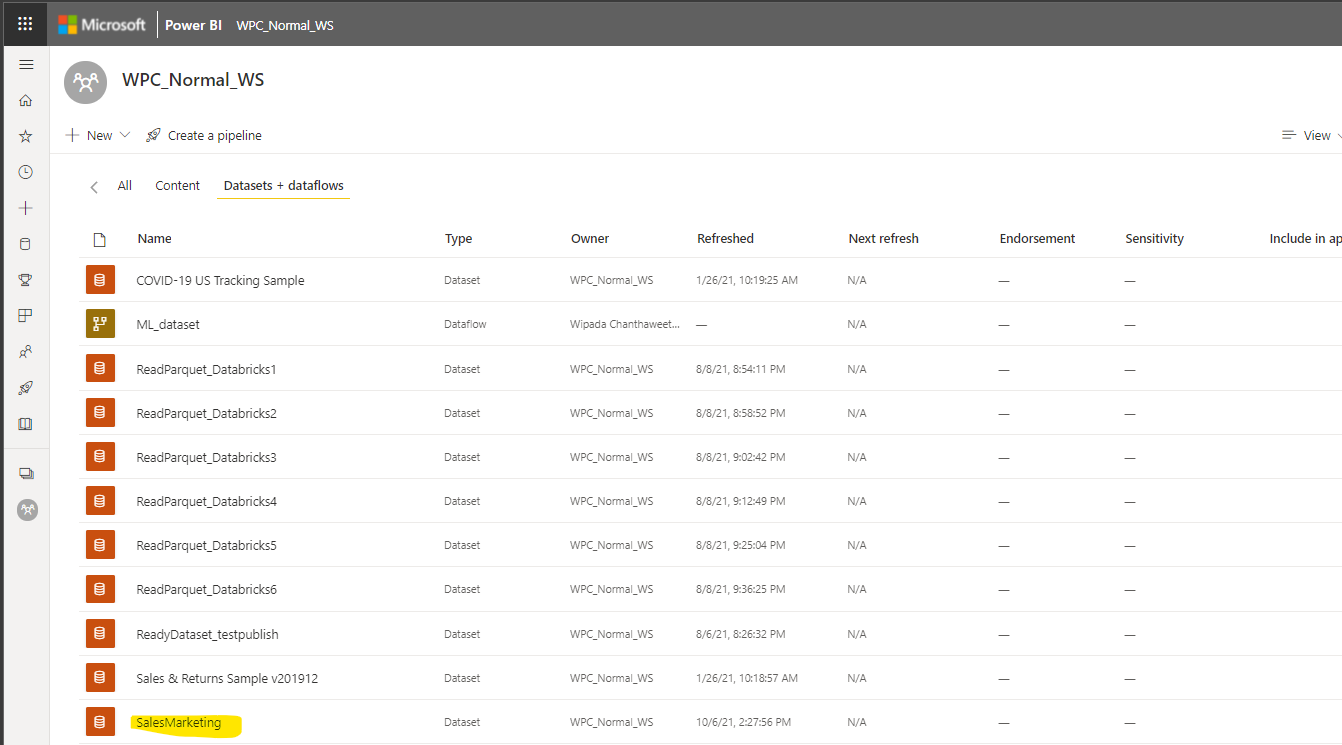 Microsoft Power BI WPC_Normal_WS
WPC_Normal_WS
New Create a pipeline View
All Content Datasets + dataflows
Name Type Owner Refreshed Next refresh Endorsement Sensitivity Include in ap
COVID-19 US Tracking Sample Dataset WPC_Normal_WS 1/26/21, 10:19:25 AM N/A — —
ML_dataset Dataflow Wipada Chanthaweet... — N/A — —
ReadParquet_Databricks1 Dataset WPC_Normal_WS 8/8/21, 8:54:11 PM N/A — —
ReadParquet_Databricks2 Dataset WPC_Normal_WS 8/8/21, 8:58:52 PM N/A — —
ReadParquet_Databricks3 Dataset WPC_Normal_WS 8/8/21, 9:02:42 PM N/A — —
ReadParquet_Databricks4 Dataset WPC_Normal_WS 8/8/21, 9:12:49 PM N/A — —
ReadParquet_Databricks5 Dataset WPC_Normal_WS 8/8/21, 9:25:04 PM N/A — —
ReadParquet_Databricks6 Dataset WPC_Normal_WS 8/8/21, 9:36:25 PM N/A — —
ReadyDataset_testpublish Dataset WPC_Normal_WS 8/6/21, 8:26:32 PM N/A — —
Sales & Returns Sample v201912 Dataset WPC_Normal_WS 1/26/21, 10:18:57 AM N/A — —
SalesMarketing Dataset WPC_Normal_WS 10/6/21, 2:27:56 PM N/A — —